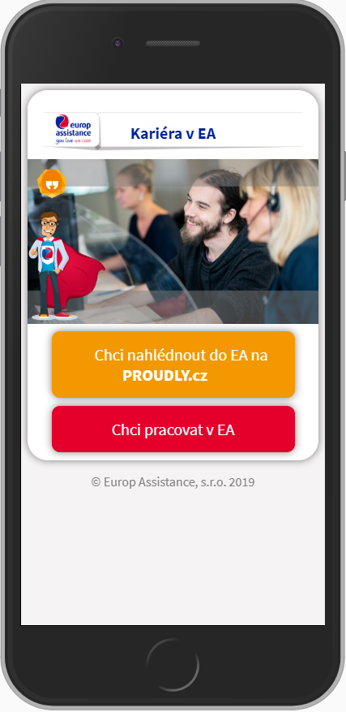 europ
assistance
you live we care
Kariéra v EA
Chci nahlédnout do EA na
PROUDLY.cz
Chci pracovat v EA
© Europ Assistance, s.r.o. 2019